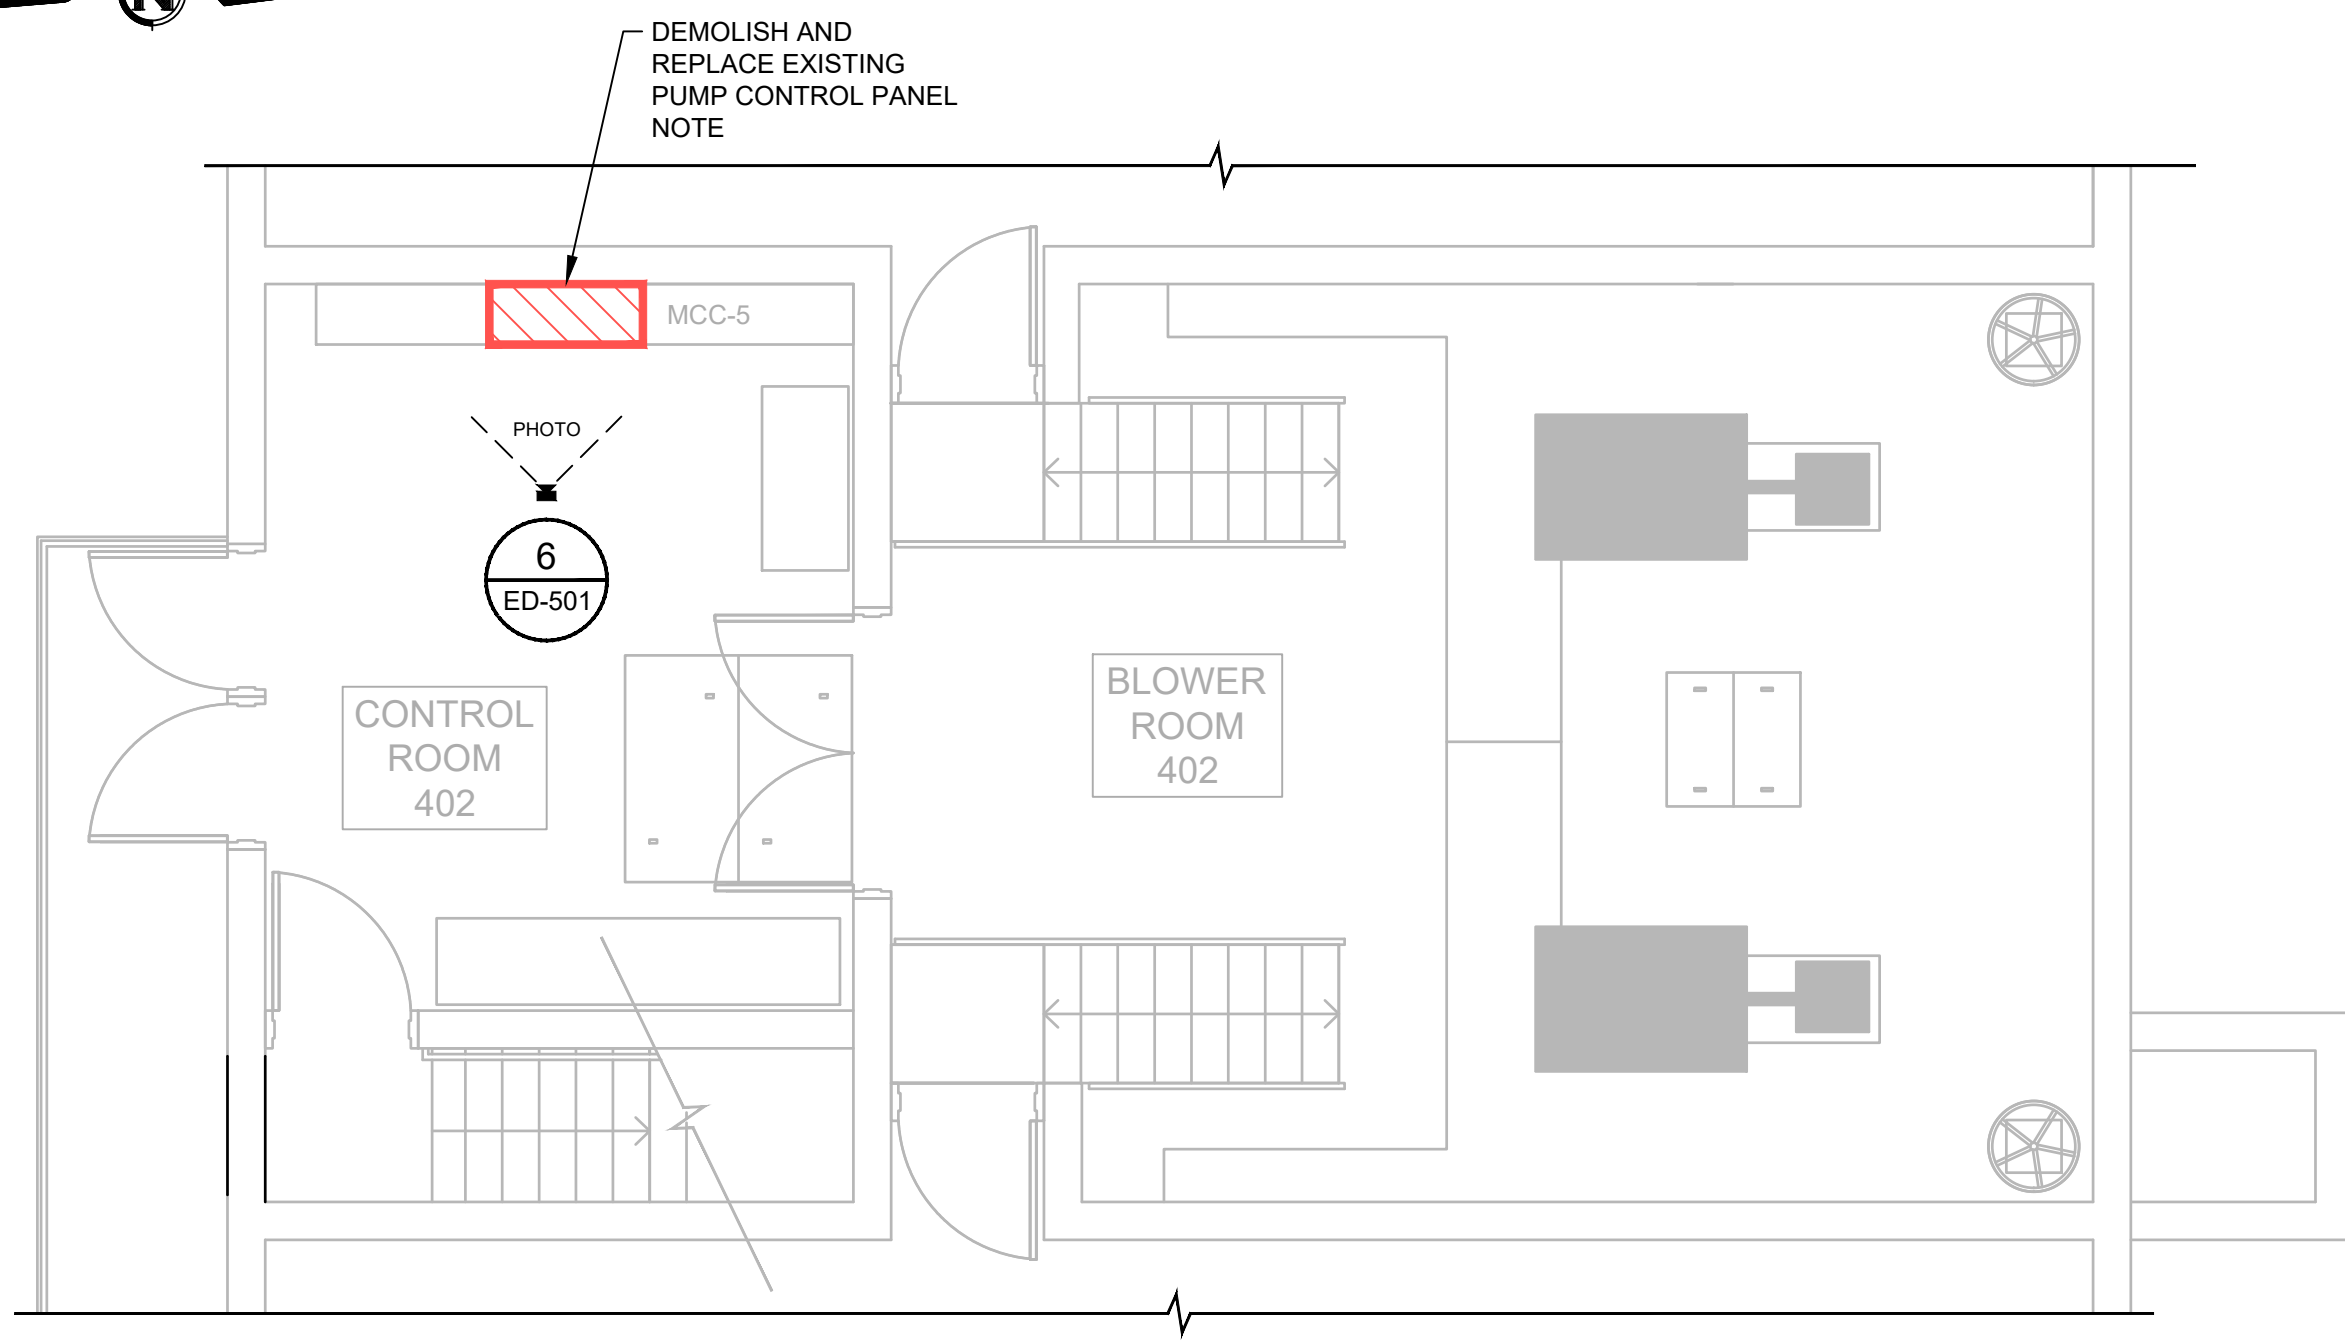 N
DEMOLISH AND
REPLACE EXISTING
PUMP CONTROL PANEL
NOTE
MCC-5
PHOTO
6
ED-501
CONTROL
ROOM
402
BLOWER
ROOM
402